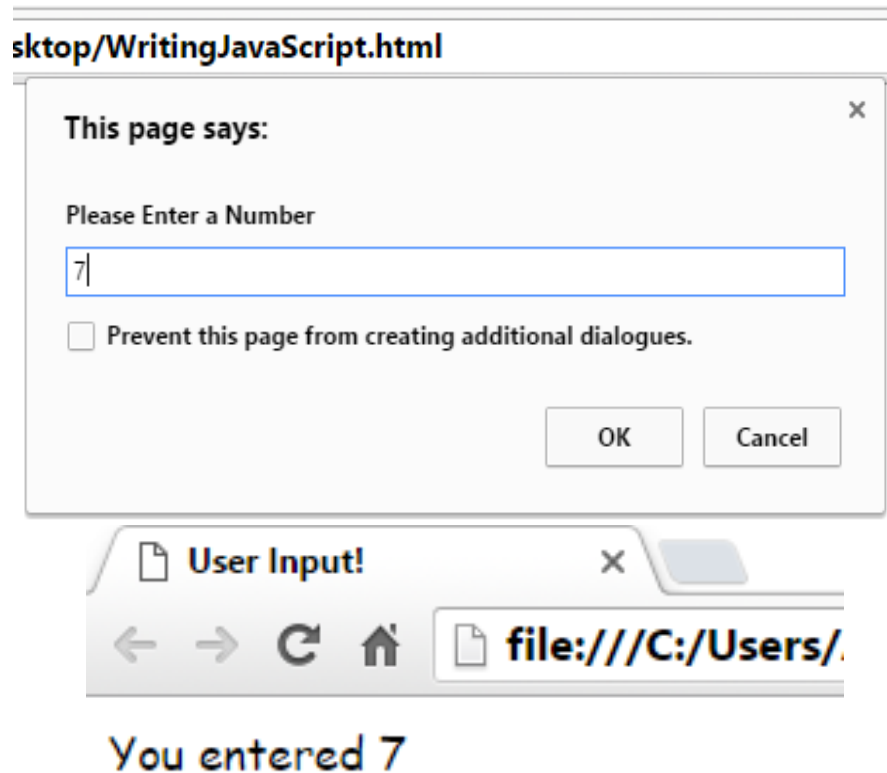 sktop/WritingJavaScript.html
This page says:
Please Enter a Number
7
Prevent this page from creating additional dialogues.
OK Cancel
User Input!
file:///C:/Users/
You entered 7